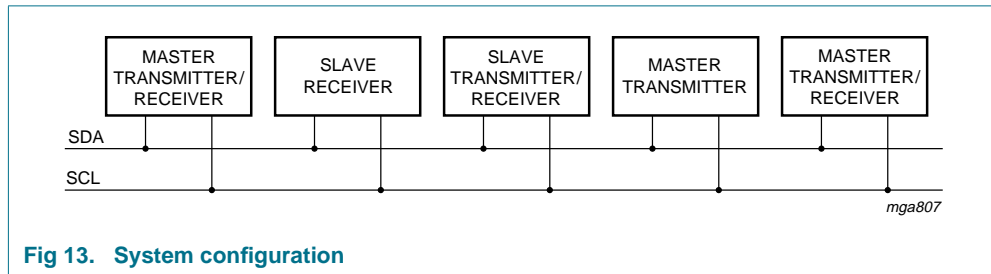 MASTER
TRANSMITTER/
RECEIVER
SLAVE
RECEIVER
SLAVE
TRANSMITTER/
RECEIVER
MASTER
TRANSMITTER
MASTER
TRANSMITTER/
RECEIVER
SDA
SCL
mga807
Fig 13. System configuration